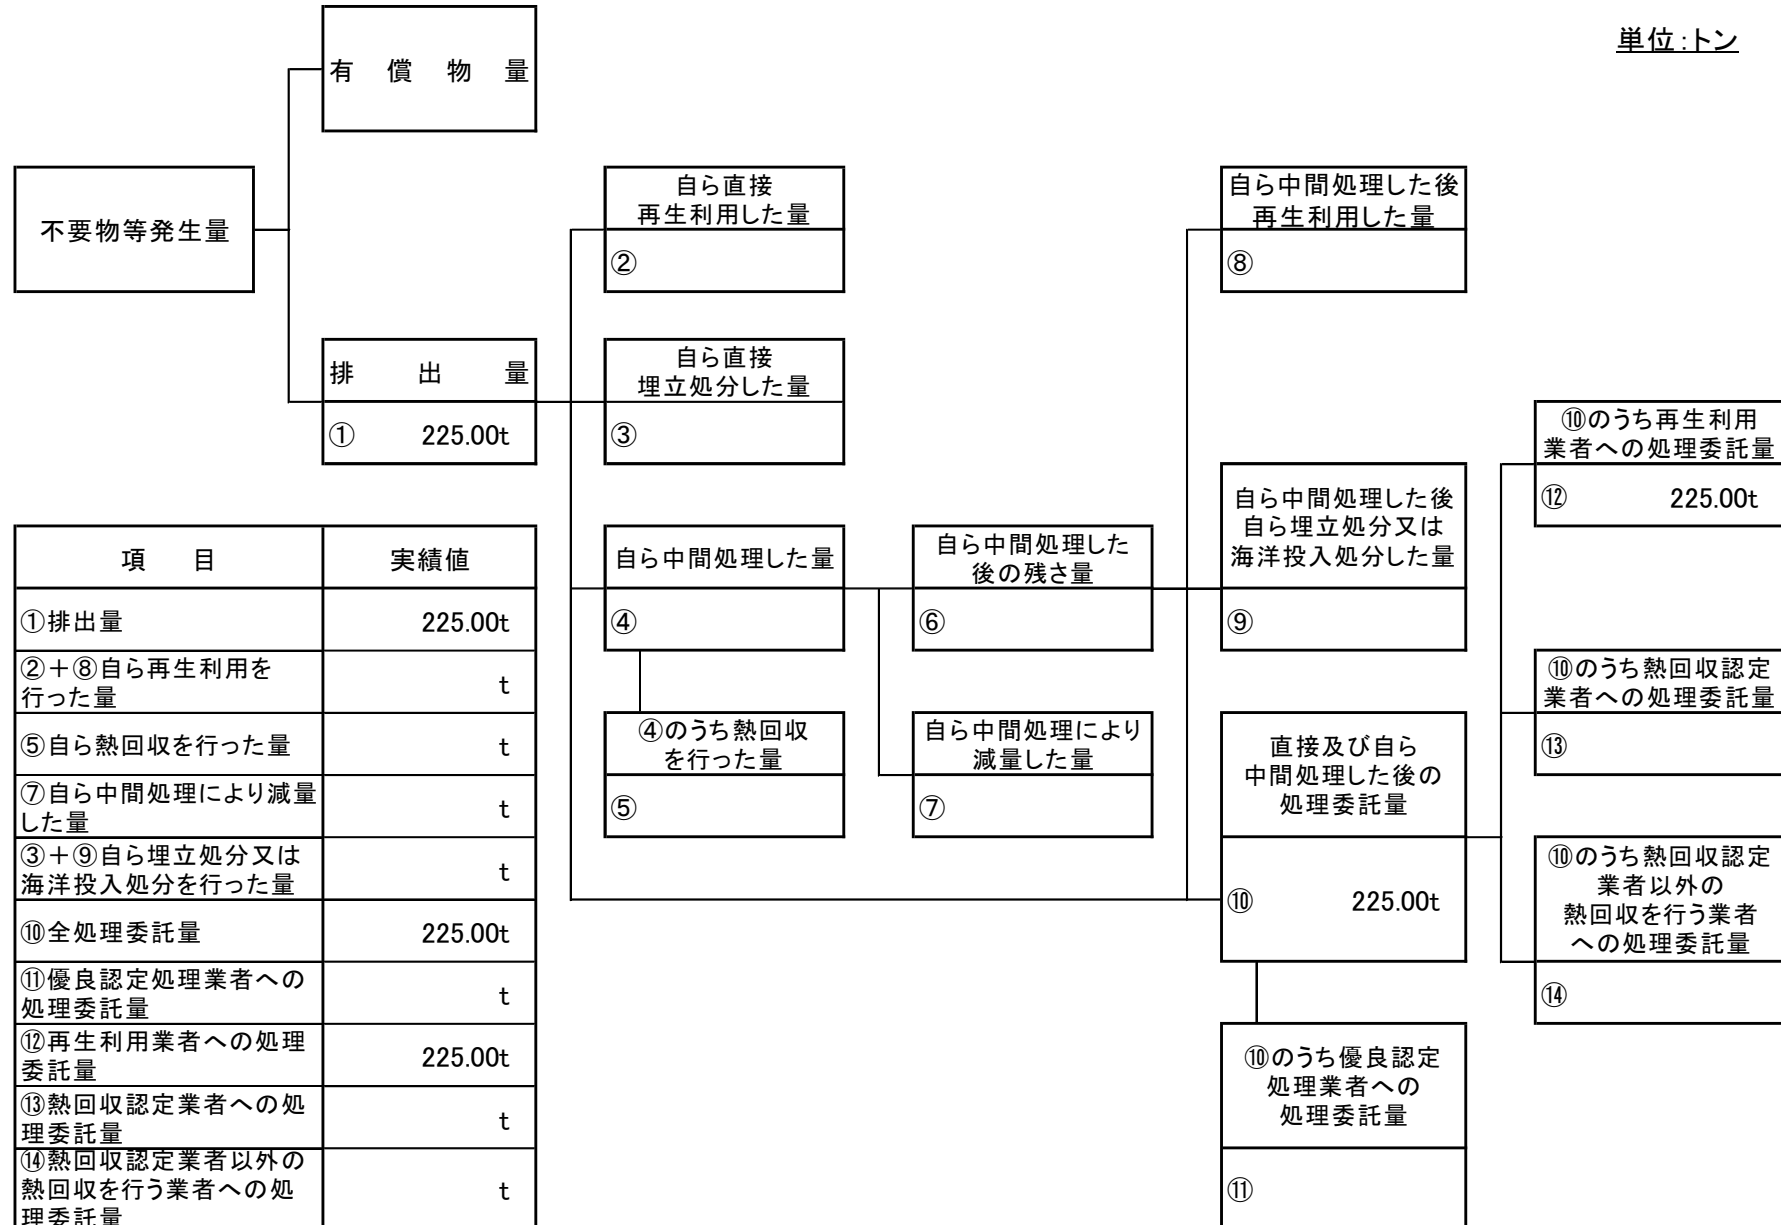 単位:トン
有 償 物 量
不要物等発生量
自ら直接
再生利用した量
②
自ら中間処理した後
再生利用した量
⑧
排 出 量
① 225.00t
自ら直接
埋立処分した量
③
⑩のうち再生利用
業者への処理委託量
⑫ 225.00t
自ら中間処理した量
④
自ら中間処理した
後の残さ量
⑥
自ら中間処理した後
自ら埋立処分又は
海洋投入処分した量
⑨
⑩のうち熱回収認定
業者への処理委託量
⑬
④のうち熱回収
を行った量
⑤
自ら中間処理により
減量した量
⑦
直接及び自ら
中間処理した後の
処理委託量
⑩ 225.00t
⑩のうち熱回収認定
業者以外の
熱回収を行う業者
への処理委託量
⑭
⑩のうち優良認定
処理業者への
処理委託量
⑪
項 目 実績値
①排出量 225.00t
②+⑧自ら再生利用を
行った量 t
⑤自ら熱回収を行った量 t
⑦自ら中間処理により減量
した量 t
③+⑨自ら埋立処分又は
海洋投入処分を行った量 t
⑩全処理委託量 225.00t
⑪優良認定処理業者への
処理委託量 t
⑫再生利用業者への処理
委託量 225.00t
⑬熱回収認定業者への処
理委託量 t
⑭熱回収認定業者以外の
熱回収を行う業者への処
理委託量 t